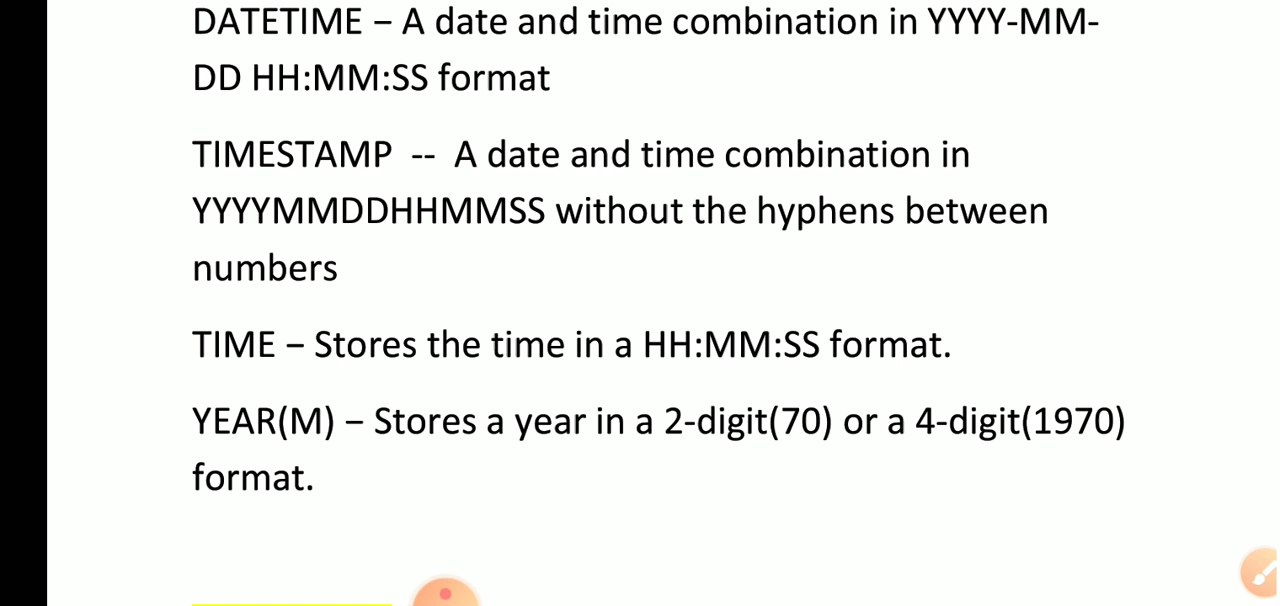 DATETIME – A date and time combination in YYYY-MM-
DD HH:MM:SS format
TIMESTAMP  --  A date and time combination in
YYYYMMDDHHMMSS without the hyphens between
numbers
TIME – Stores the time in a HH:MM:SS format.
YEAR(M) – Stores a year in a 2-digit(70) or a 4-digit(1970)
format.